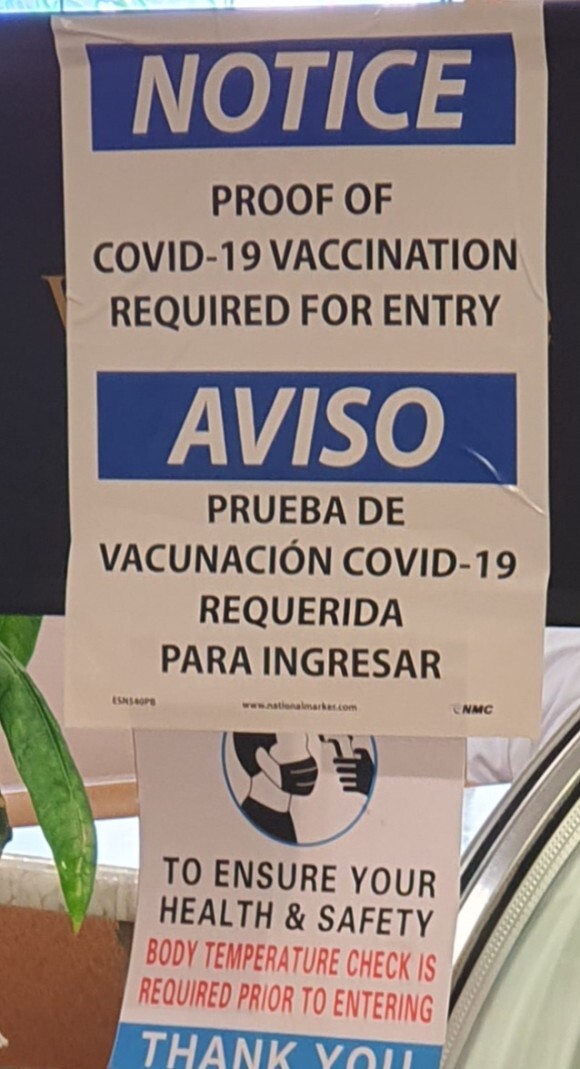 NOTICE
PROOF OF
COVID-19 VACCINATION
REQUIRED FOR ENTRY
AVISO
PRUEBA DE
VACUNACIÓN COVID-19
REQUERIDA
PARA INGRESAR
ESN540PB www.nationalmarker.com NMC
TO ENSURE YOUR
HEALTH & SAFETY
BODY TEMPERATURE CHECK IS
REQUIRED PRIOR TO ENTERING
THANK YOU